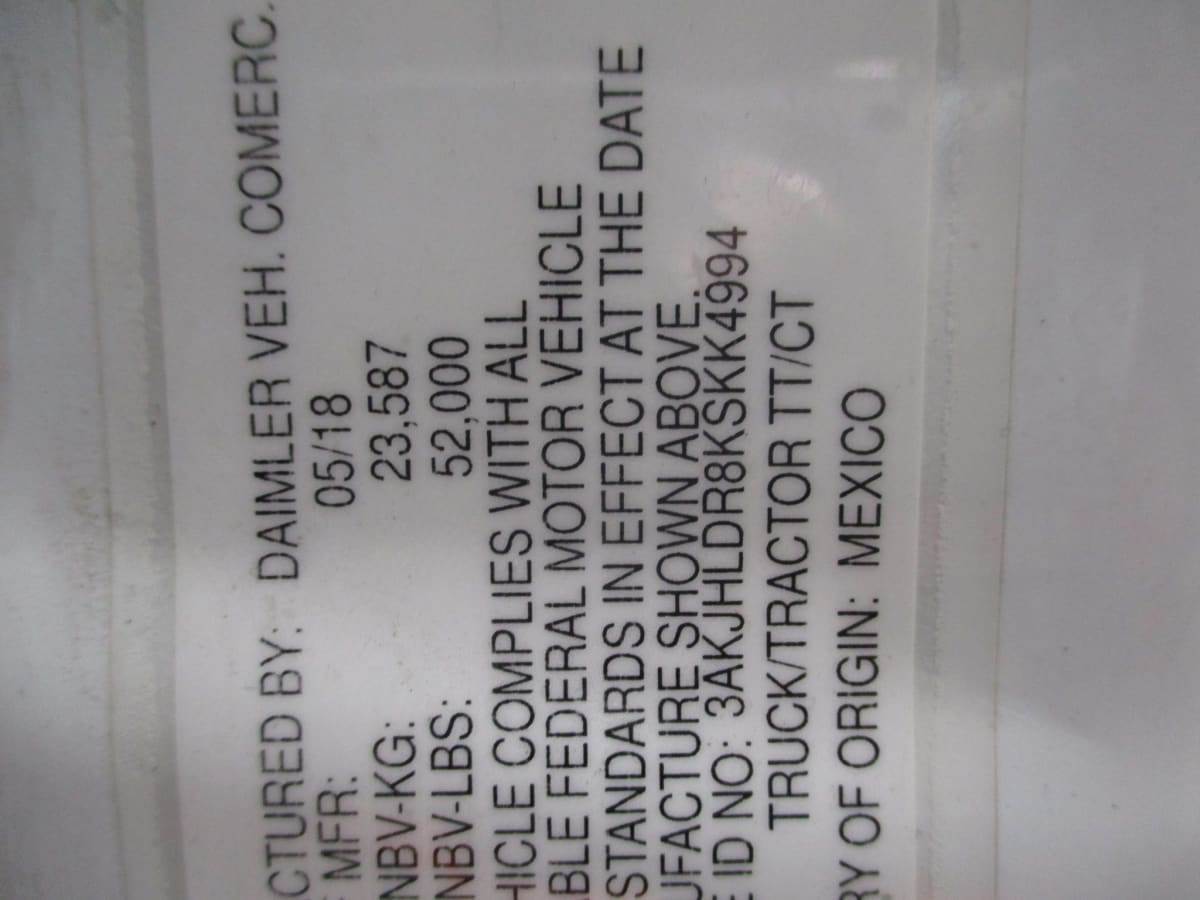 CTURED BY: DAIMLER VEH. COMERC.
MFR: 05/18
NBV-KG: 23,587
NBV-LBS: 52,000
HICLE COMPLIES WITH ALL
BLE FEDERAL MOTOR VEHICLE
STANDARDS IN EFFECT AT THE DATE
UFACTURE SHOWN ABOVE.
E ID NO: 3AKJHLDR8KSKK4994
TRUCK/TRACTOR TT/CT
RY OF ORIGIN: MEXICO